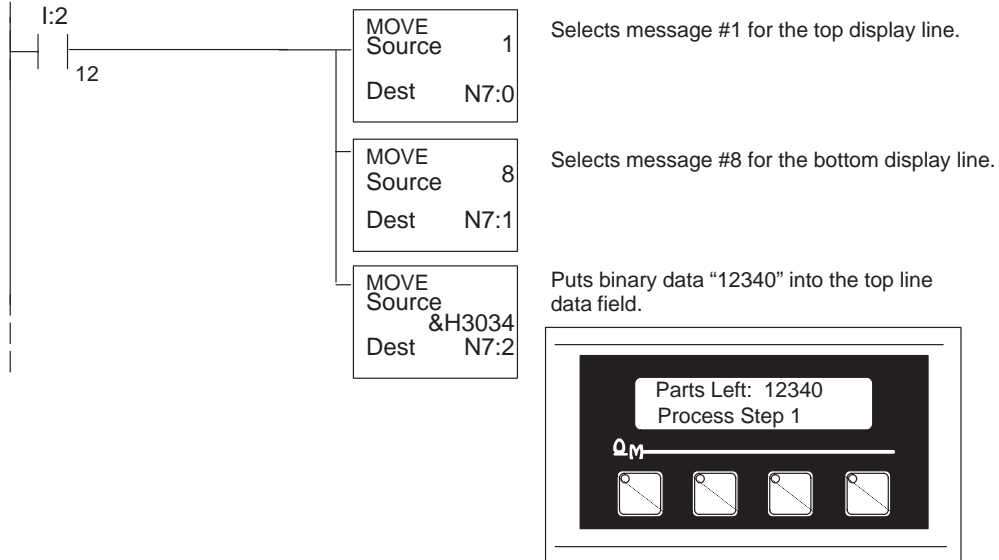 I:2
12
MOVE
Source 1
Dest N7:0
Selects message #1 for the top display line.
MOVE
Source 8
Dest N7:1
Selects message #8 for the bottom display line.
MOVE
Source
&H3034
Dest N7:2
Puts binary data “12340” into the top line
data field.
Parts Left: 12340
Process Step 1